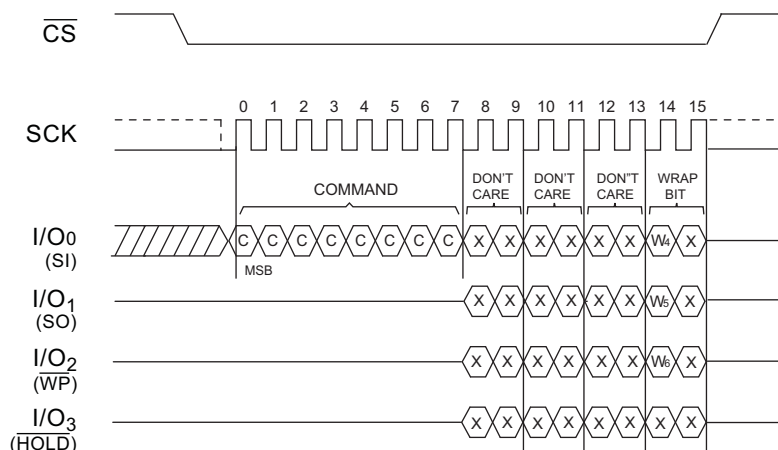 CS
SCK
0 1 2 3 4 5 6 7 8 9 10 11 12 13 14 15
COMMAND
DON'T CARE
DON'T CARE
DON"T CARE
WRAP BIT
I/O0
(SI)
C C C C C C C C X X X X X X W4 X
MSB
I/O1
(SO)
X X X X X X W5 X
I/O2
(WP)
X X X X X X W6 X
I/O3
(HOLD)
X X X X X X X X